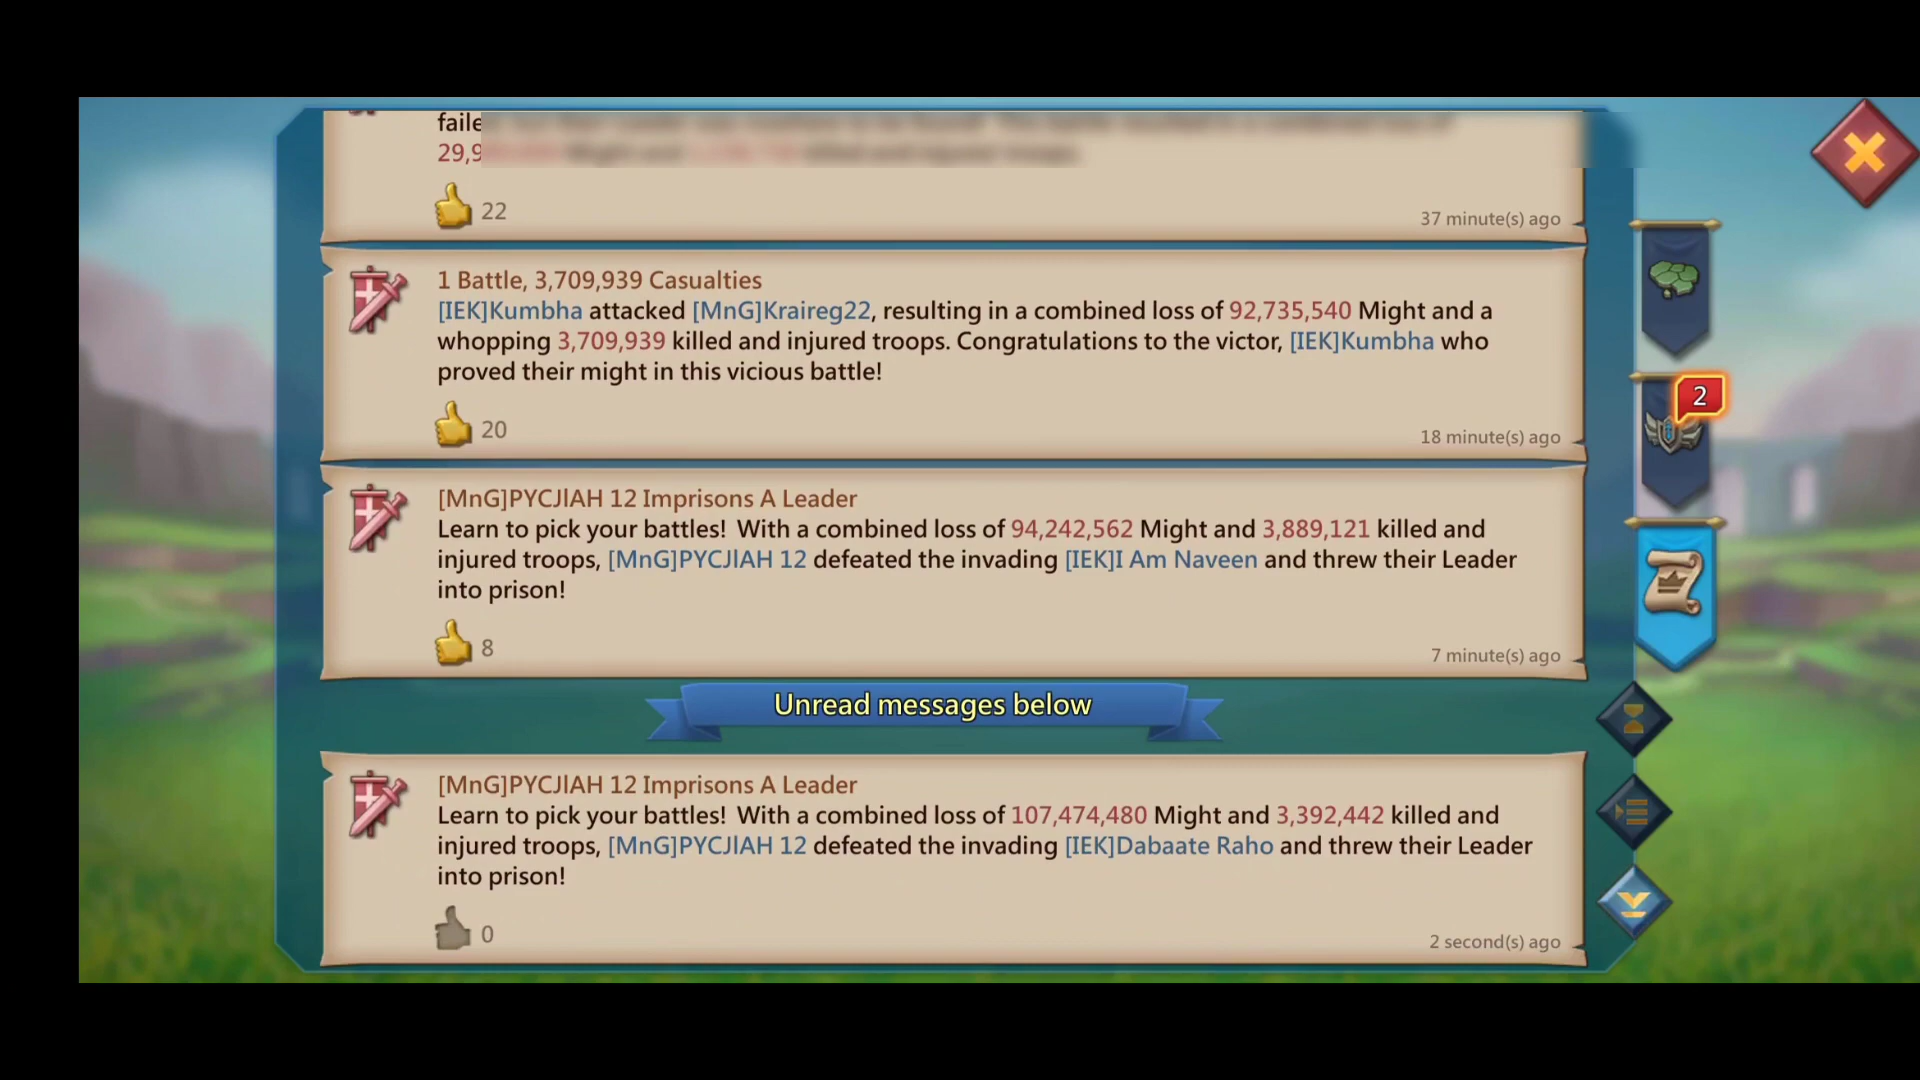 22
37 minute(s) ago
1 Battle, 3,709,939 Casualties
[IEK]Kumbha attacked [MnG]Kraireg22, resulting in a combined loss of 92,735,540 Might and a
whopping 3,709,939 killed and injured troops. Congratulations to the victor, [IEK]Kumbha who
proved their might in this vicious battle!
20
18 minute(s) ago
[MnG]PYCJlAH 12 Imprisons A Leader
Learn to pick your battles! With a combined loss of 94,242,562 Might and 3,889,121 killed and
injured troops, [MnG]PYCJlAH 12 defeated the invading [IEK]I Am Naveen and threw their Leader
into prison!
8
7 minute(s) ago
Unread messages below
[MnG]PYCJlAH 12 Imprisons A Leader
Learn to pick your battles! With a combined loss of 107,474,480 Might and 3,392,442 killed and
injured troops, [MnG]PYCJlAH 12 defeated the invading [IEK]Dabaate Raho and threw their Leader
into prison!
0
2 second(s) ago
2